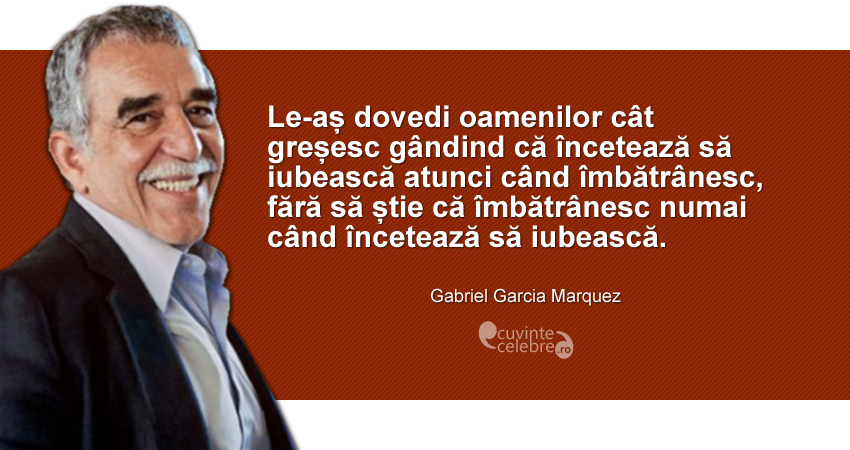 Le-aș dovedi oamenilor cât
greșesc gândind că încetează să
iubească atunci când îmbătrânesc,
fără să știe că îmbătrânesc numai
când încetează să iubească.
Gabriel Garcia Marquez
cuvinte
celebre.ro